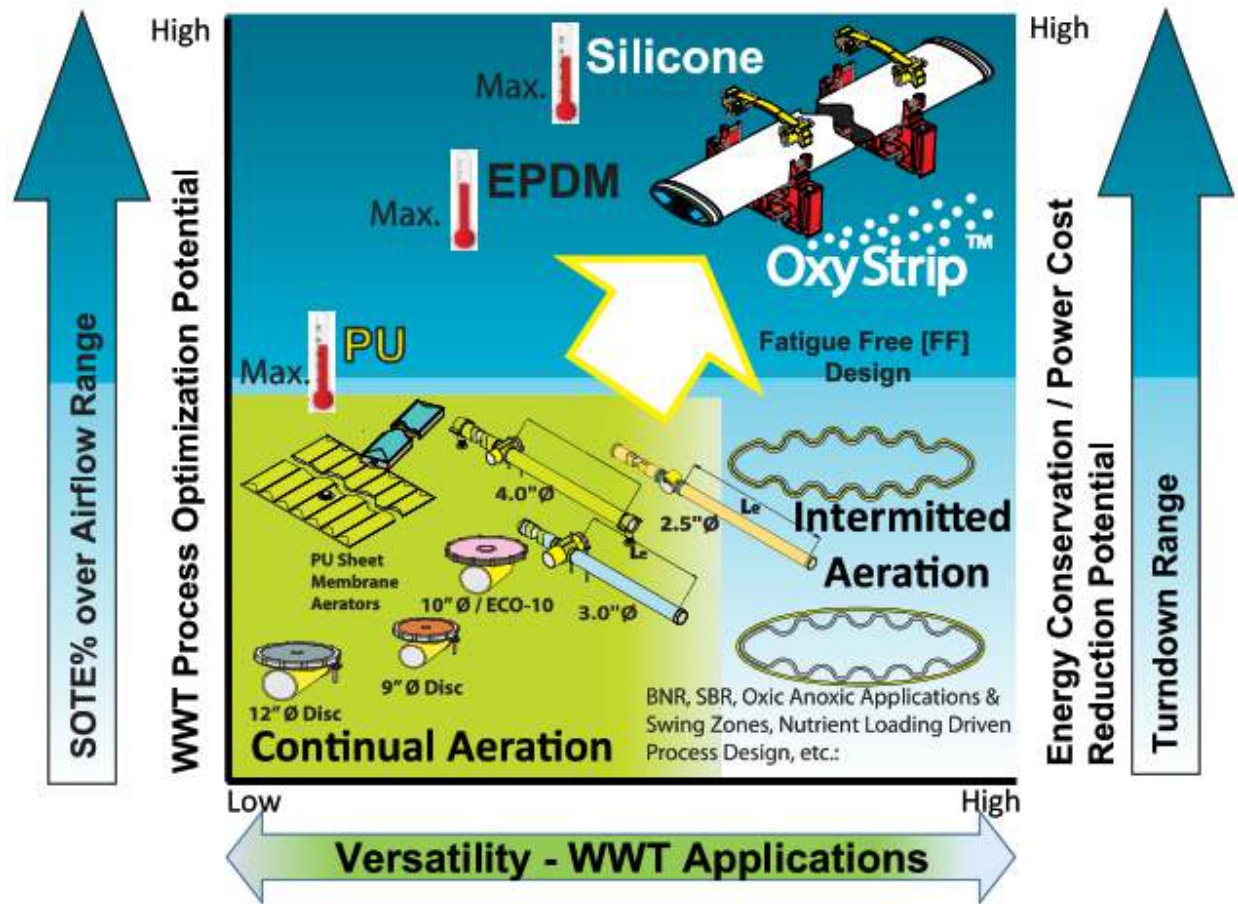 High
High
Silicone
Max.
EPDM
Max.
OxyStrip™
PU
Max.
Fatigue Free [FF]
Design
SOTE% over Airflow Range
WWT Process Optimization Potential
Energy Conservation / Power Cost
Reduction Potential
Turndown Range
4.0"Ø
Le
2.5"Ø
Le
Intermitted
Aeration
PU Sheet
Membrane
Aerators
10" Ø / ECO-10
3.0"Ø
9" Ø Disc
12" Ø Disc
BNR, SBR, Oxic Anoxic Applications &
Swing Zones, Nutrient Loading Driven
Process Design, etc.:
Continual Aeration
Low
High
Versatility - WWT Applications